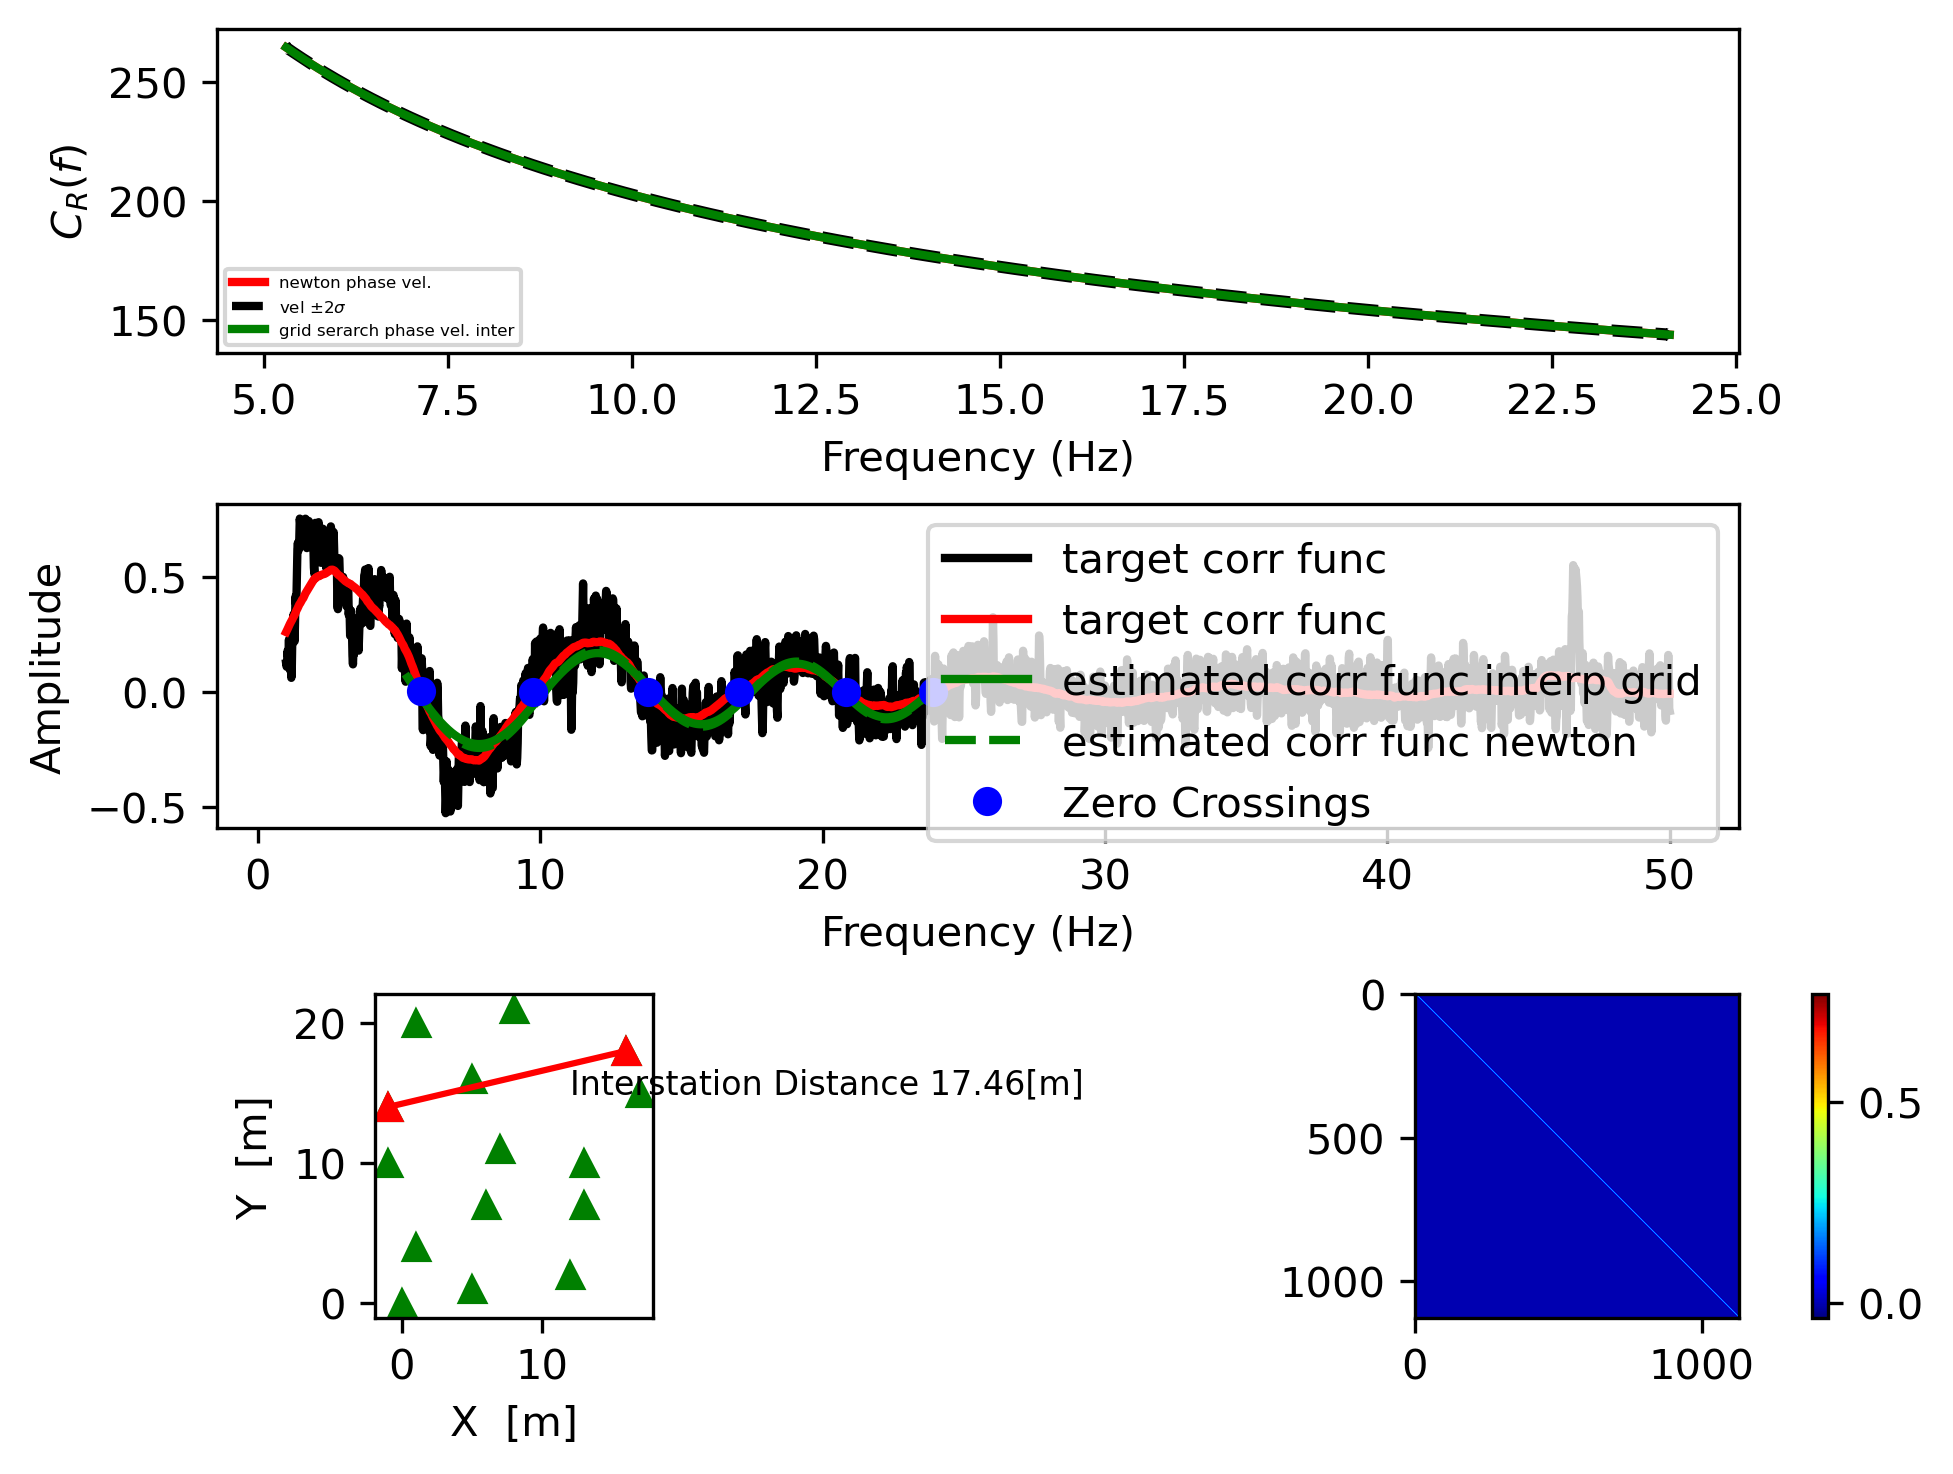 250
200
150
C_R(f)
newton phase vel.
vel ±2σ
grid serarch phase vel. inter
5.0 7.5 10.0 12.5 15.0 17.5 20.0 22.5 25.0
Frequency (Hz)
0.5
0.0
−0.5
Amplitude
target corr func
target corr func
estimated corr func interp grid
estimated corr func newton
Zero Crossings
0 10 20 30 40 50
Frequency (Hz)
20
10
0
Y [m]
Interstation Distance 17.46[m]
0 10
X [m]
0
500
1000
0 1000
0.5
0.0